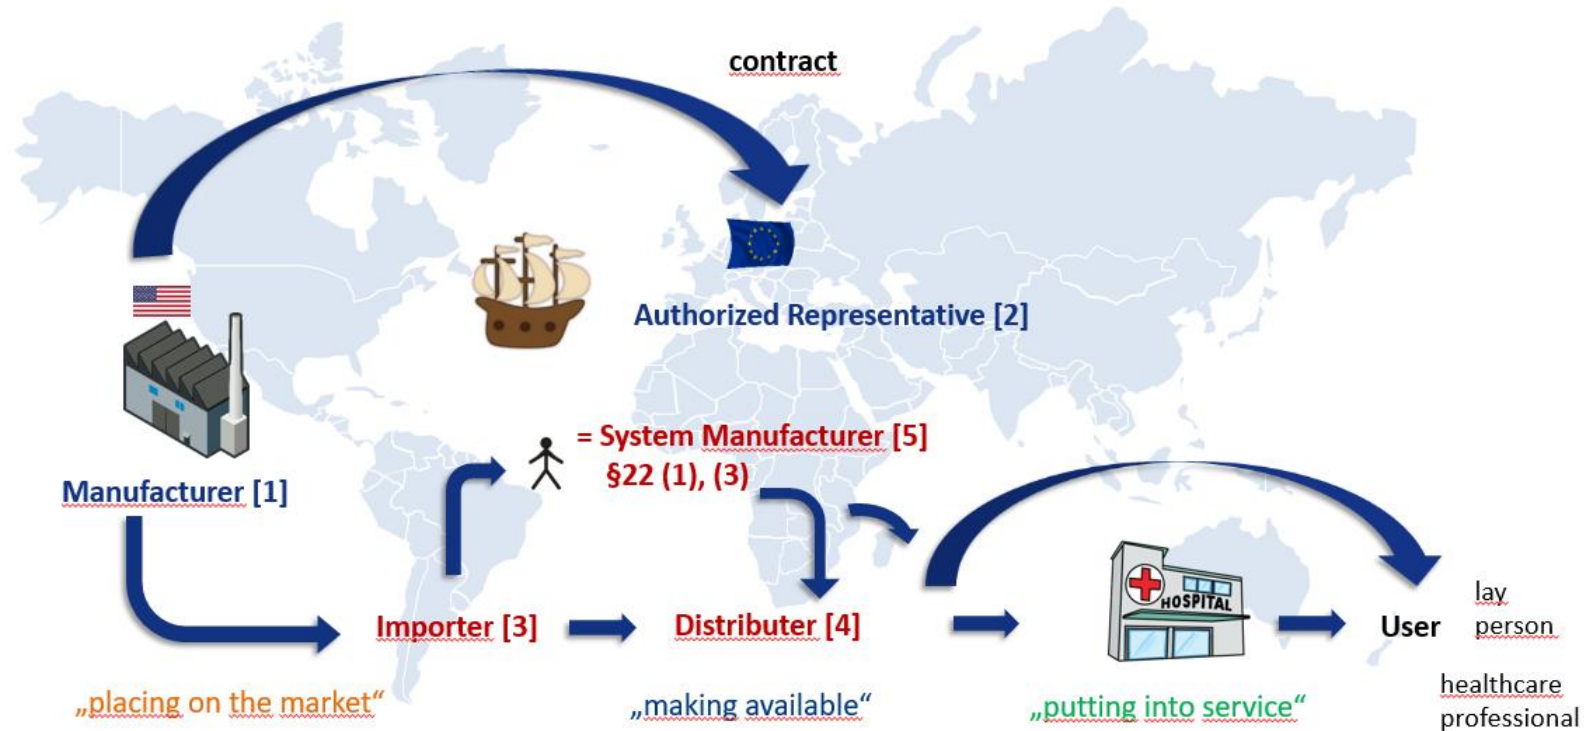 contract
Authorized Representative [2]
= System Manufacturer [5]
§22 (1), (3)
Manufacturer [1]
HOSPITAL
Importer [3]
Distributer [4]
User
lay
person
healthcare
professional
„placing on the market“
„making available“
„putting into service“